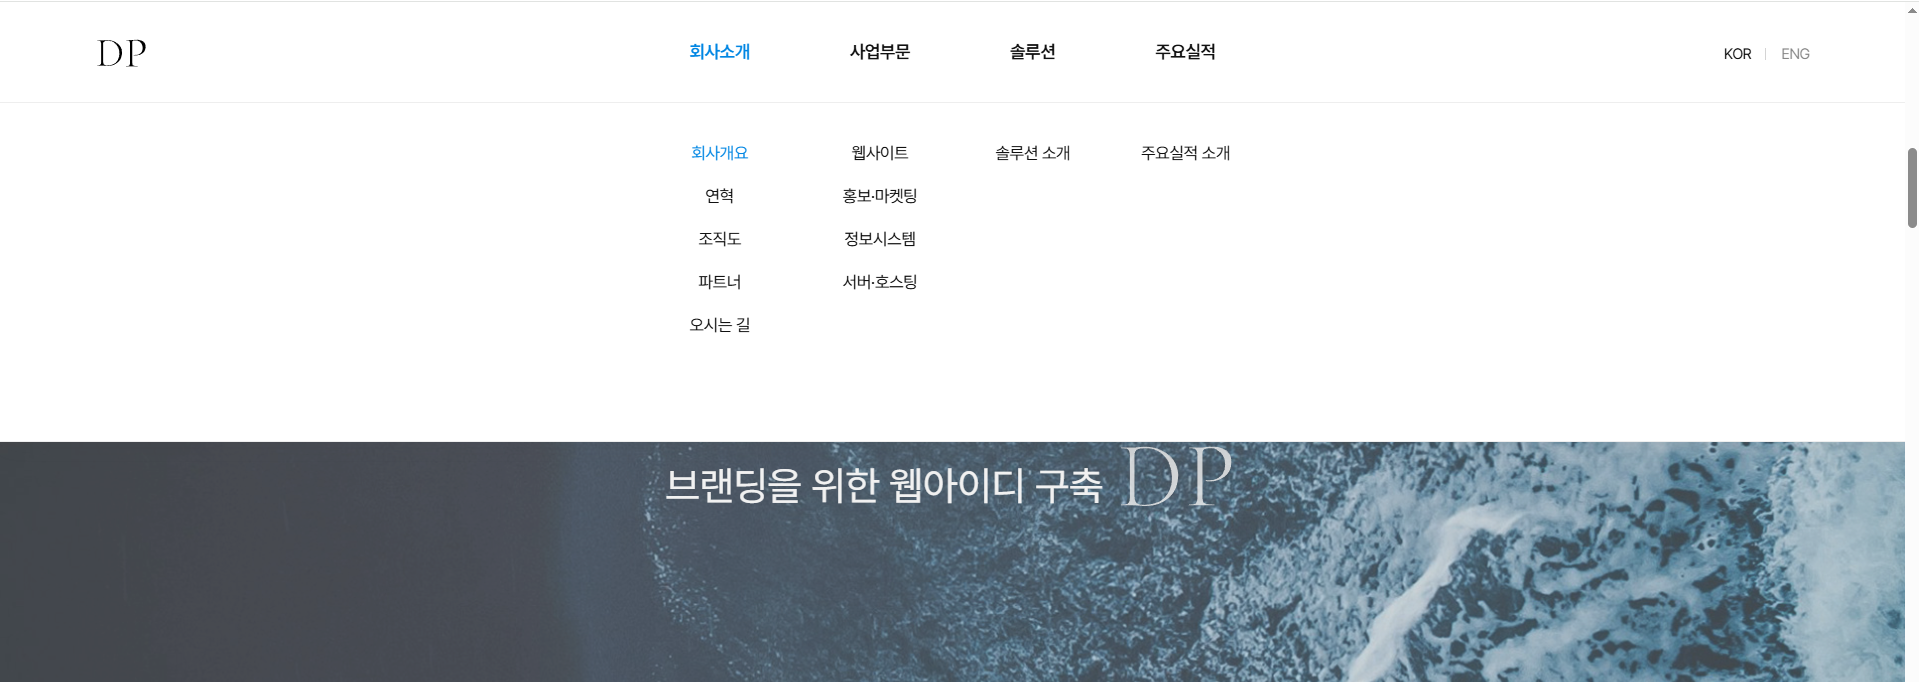 DP
회사소개 사업부문 솔루션 주요실적
KOR ENG
회사개요 웹사이트 솔루션 소개 주요실적 소개
연혁 홍보·마켓팅
조직도 정보시스템
파트너 서버·호스팅
오시는 길
브랜딩을 위한 웹아이디 구축 DP